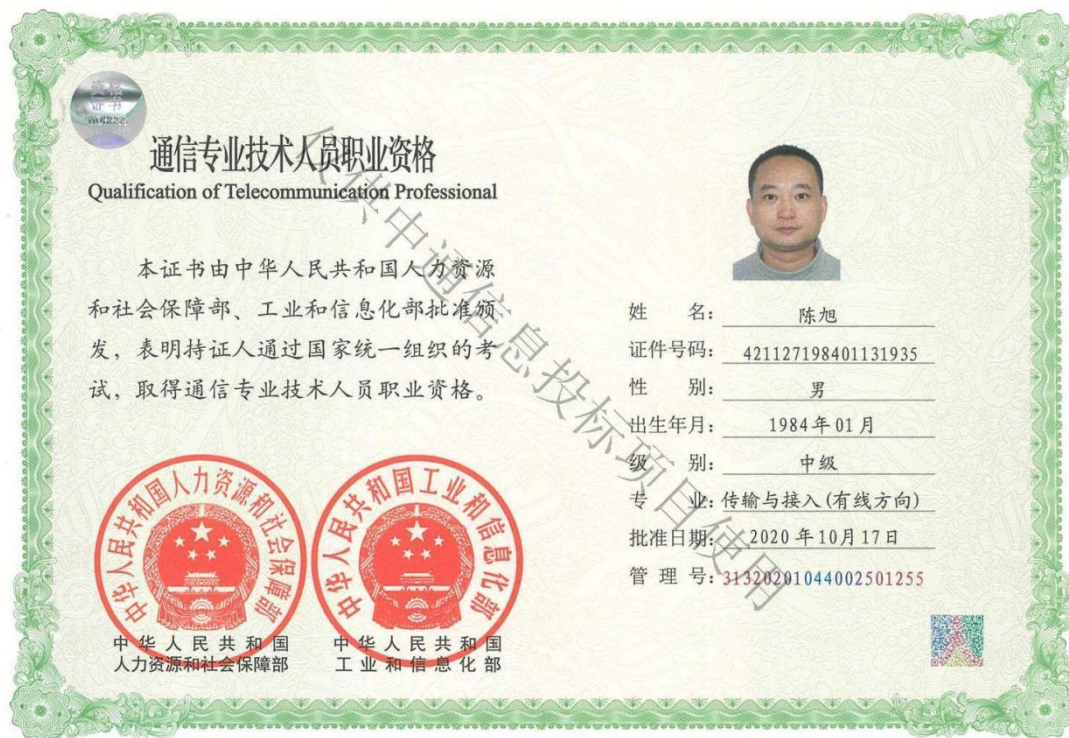 资格
证书
通信专业技术人员职业资格
Qualification of Telecommunication Professional
本证书由中华人民共和国人力资源
和社会保障部、工业和信息化部批准颁
发，表明持证人通过国家统一组织的考
试，取得通信专业技术人员职业资格。
中华人民共和国人力资源和社会保障部
中华人民共和国
人力资源和社会保障部
中华人民共和国工业和信息化部
中华人民共和国
工业和信息化部
姓 名: 陈旭
证件号码: 421127198401131935
性 别: 男
出生年月: 1984年01月
级 别: 中级
专 业: 传输与接入(有线方向)
批准日期: 2020年10月17日
管 理 号: 31320201044002501255
仅供中通信息投标项目使用